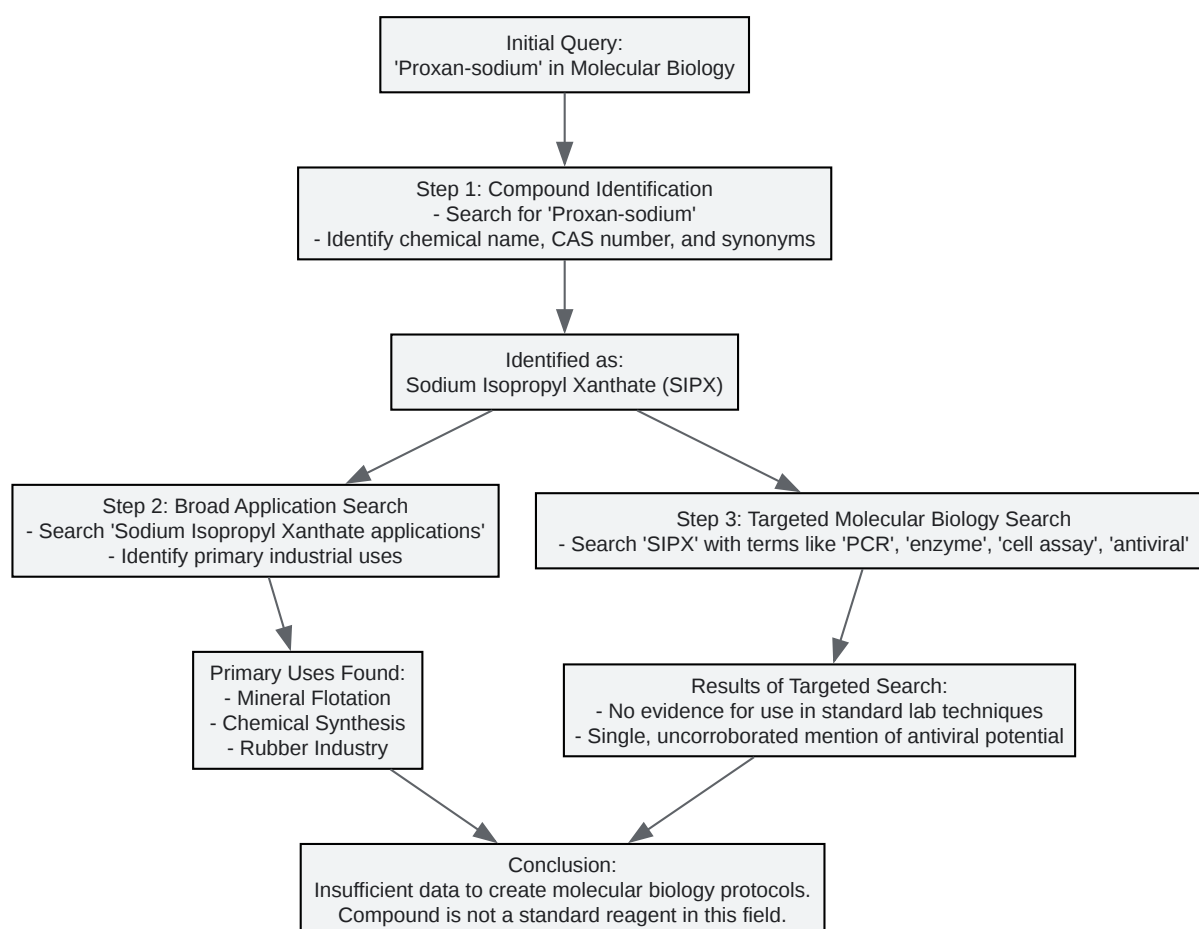 Initial Query:
'Proxan-sodium' in Molecular Biology
Step 1: Compound Identification
- Search for 'Proxan-sodium'
- Identify chemical name, CAS number, and synonyms
Identified as:
Sodium Isopropyl Xanthate (SIPX)
Step 2: Broad Application Search
- Search 'Sodium Isopropyl Xanthate applications'
- Identify primary industrial uses
Step 3: Targeted Molecular Biology Search
- Search 'SIPX' with terms like 'PCR', 'enzyme', 'cell assay', 'antiviral'
Primary Uses Found:
- Mineral Flotation
- Chemical Synthesis
- Rubber Industry
Results of Targeted Search:
- No evidence for use in standard lab techniques
- Single, uncorroborated mention of antiviral potential
Conclusion:
Insufficient data to create molecular biology protocols.
Compound is not a standard reagent in this field.